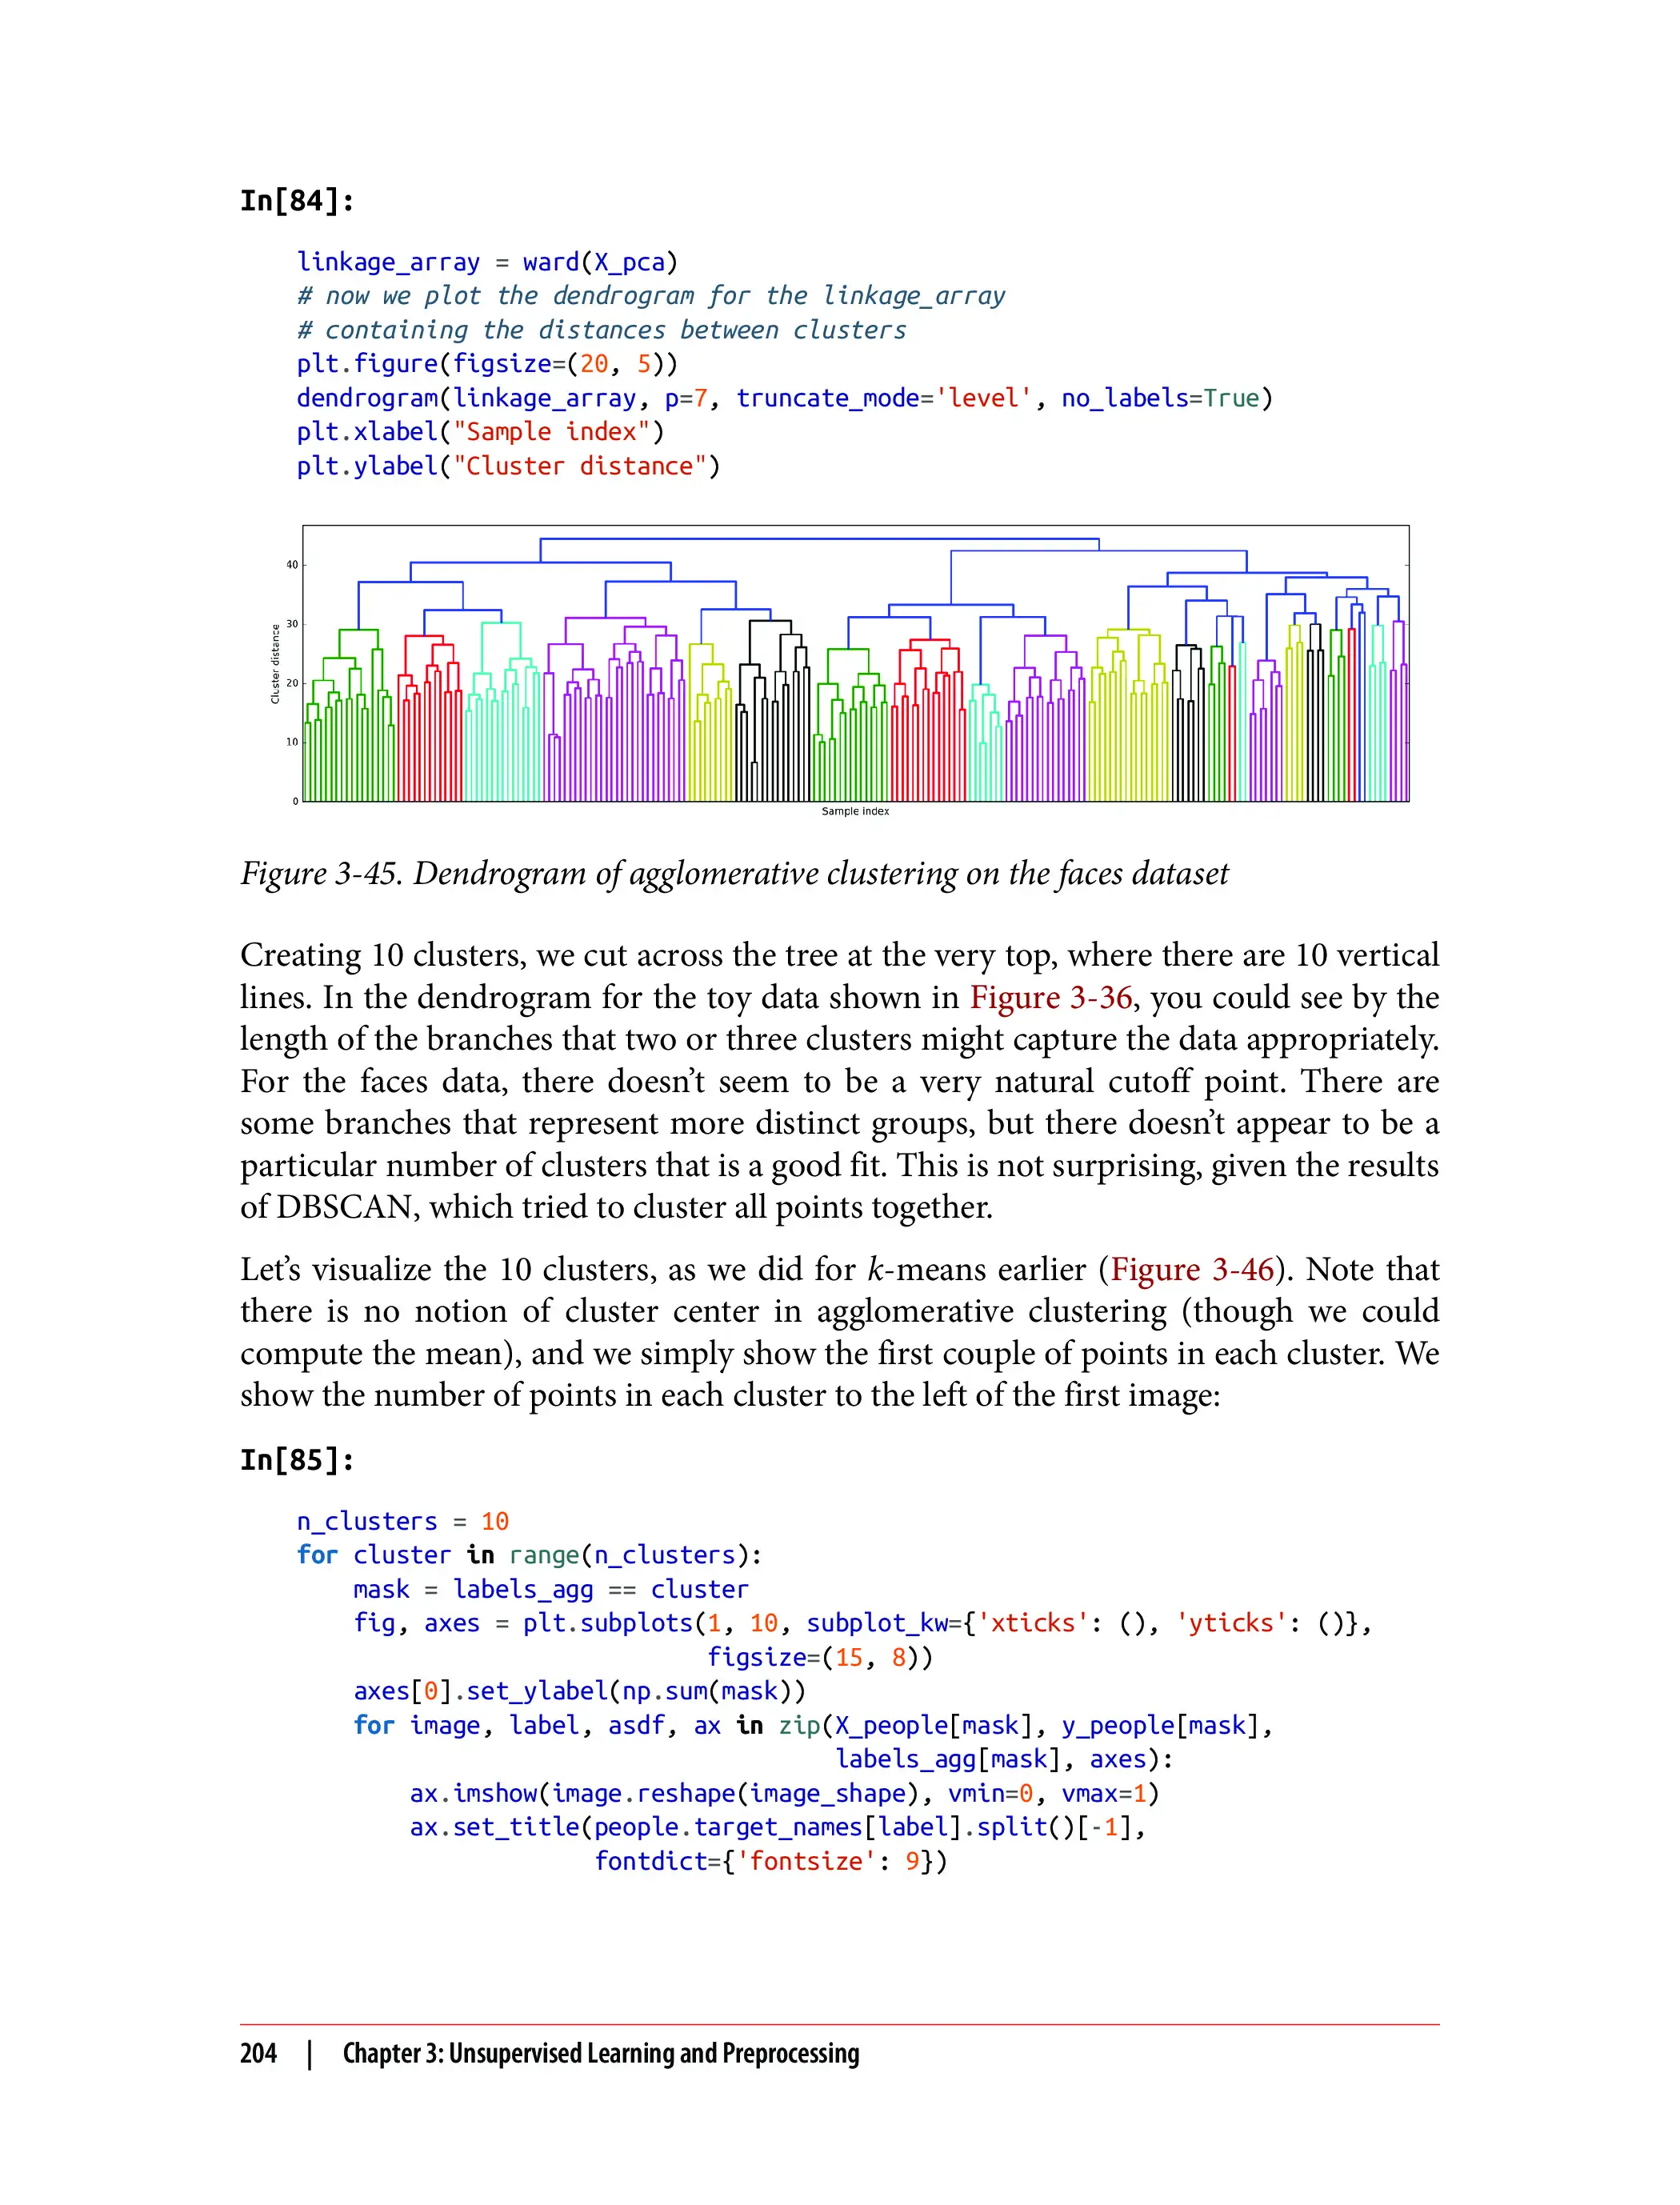 In[84]:
linkage_array = ward(X_pca)
# now we plot the dendrogram for the linkage_array
# containing the distances between clusters
plt.figure(figsize=(20, 5))
dendrogram(linkage_array, p=7, truncate_mode='level', no_labels=True)
plt.xlabel("Sample index")
plt.ylabel("Cluster distance")
40
30
20
10
0
Cluster distance
Sample index
Figure 3-45. Dendrogram of agglomerative clustering on the faces dataset
Creating 10 clusters, we cut across the tree at the very top, where there are 10 vertical
lines. In the dendrogram for the toy data shown in Figure 3-36, you could see by the
length of the branches that two or three clusters might capture the data appropriately.
For the faces data, there doesn’t seem to be a very natural cutoff point. There are
some branches that represent more distinct groups, but there doesn’t appear to be a
particular number of clusters that is a good fit. This is not surprising, given the results
of DBSCAN, which tried to cluster all points together.
Let’s visualize the 10 clusters, as we did for k-means earlier (Figure 3-46). Note that
there is no notion of cluster center in agglomerative clustering (though we could
compute the mean), and we simply show the first couple of points in each cluster. We
show the number of points in each cluster to the left of the first image:
In[85]:
n_clusters = 10
for cluster in range(n_clusters):
    mask = labels_agg == cluster
    fig, axes = plt.subplots(1, 10, subplot_kw={'xticks': (), 'yticks': ()},
                             figsize=(15, 8))
    axes[0].set_ylabel(np.sum(mask))
    for image, label, asdf, ax in zip(X_people[mask], y_people[mask],
                                      labels_agg[mask], axes):
        ax.imshow(image.reshape(image_shape), vmin=0, vmax=1)
        ax.set_title(people.target_names[label].split()[-1],
                     fontdict={'fontsize': 9})
204 | Chapter 3: Unsupervised Learning and Preprocessing